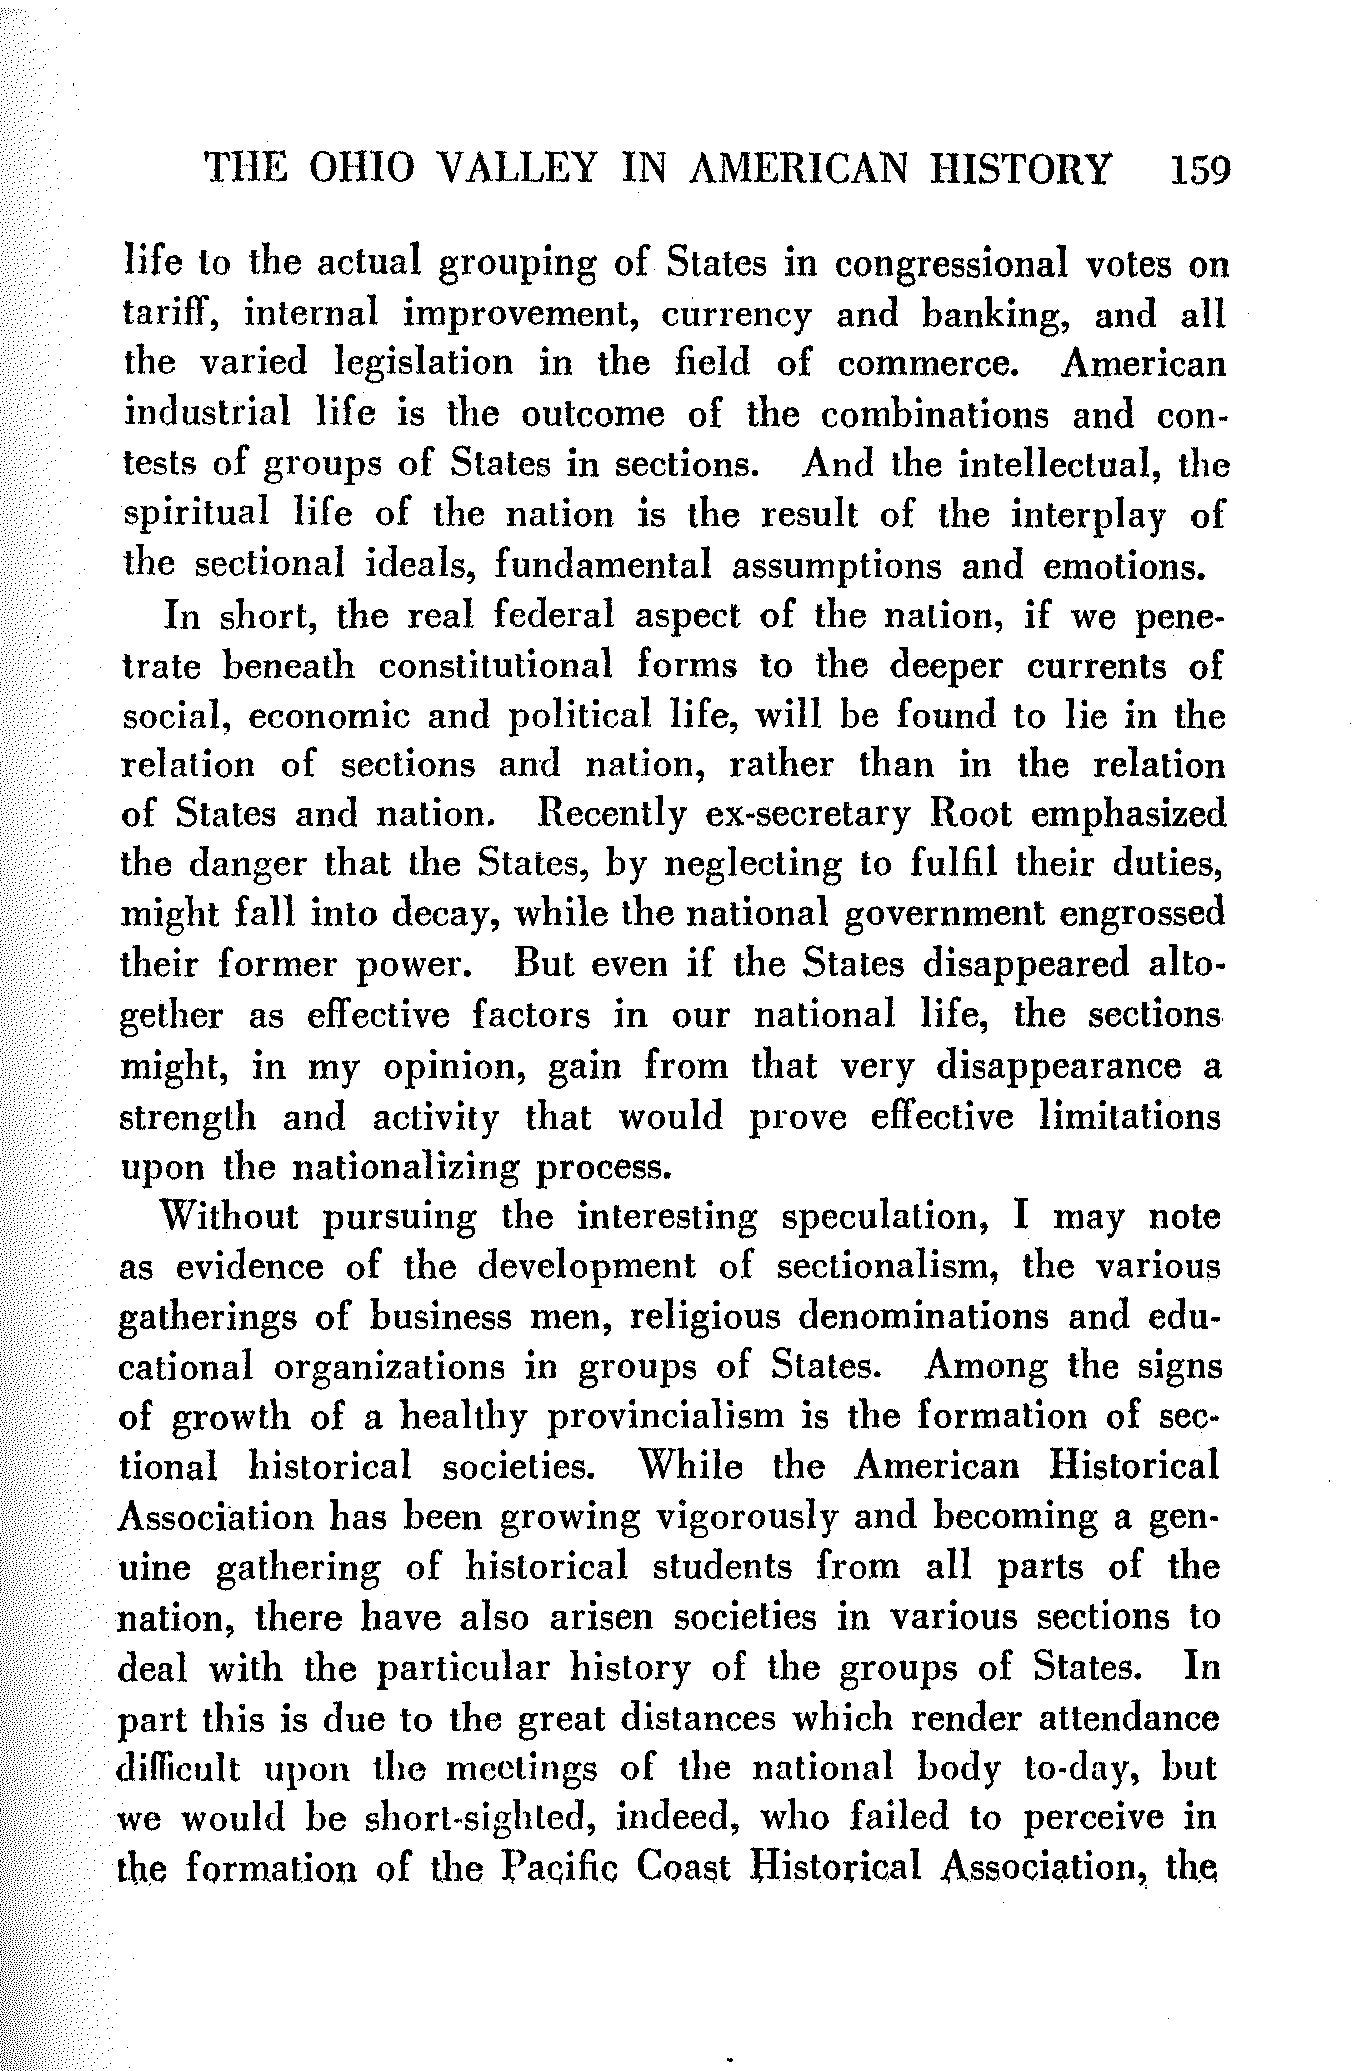 THE OHIO VALLEY IN AMERICAN HISTORY 159
life to the actual grouping of States in congressional votes on
tariff, internal improvement, currency and banking, and all
the varied legislation in the field of commerce. American
industrial life is the outcome of the combinations and con-
tests of groups of States in sections. And the intellectual, the
spiritual life of the nation is the result of the interplay of
the sectional ideals, fundamental assumptions and emotions.
In short, the real federal aspect of the nation, if we pene-
trate beneath constitutional forms to the deeper currents of
social, economic and political life, will be found to lie in the
relation of sections and nation, rather than in the relation
of States and nation. Recently ex-secretary Root emphasized
the danger that the States, by neglecting to fulfil their duties,
might fall into decay, while the national government engrossed
their former power. But even if the States disappeared alto-
gether as effective factors in our national life, the sections
might, in my opinion, gain from that very disappearance a
strength and activity that would prove effective limitations
upon the nationalizing process.
Without pursuing the interesting speculation, I may note
as evidence of the development of sectionalism, the various
gatherings of business men, religious denominations and edu-
cational organizations in groups of States. Among the signs
of growth of a healthy provincialism is the formation of sec-
tional historical societies. While the American Historical
Association has been growing vigorously and becoming a gen-
uine gathering of historical students from all parts of the
nation, there have also arisen societies in various sections to
deal with the particular history of the groups of States. In
part this is due to the great distances which render attendance
difficult upon the meetings of the national body to-day, but
we would be short-sighted, indeed, who failed to perceive in
the formation of the Pacific Coast Historical Association, the